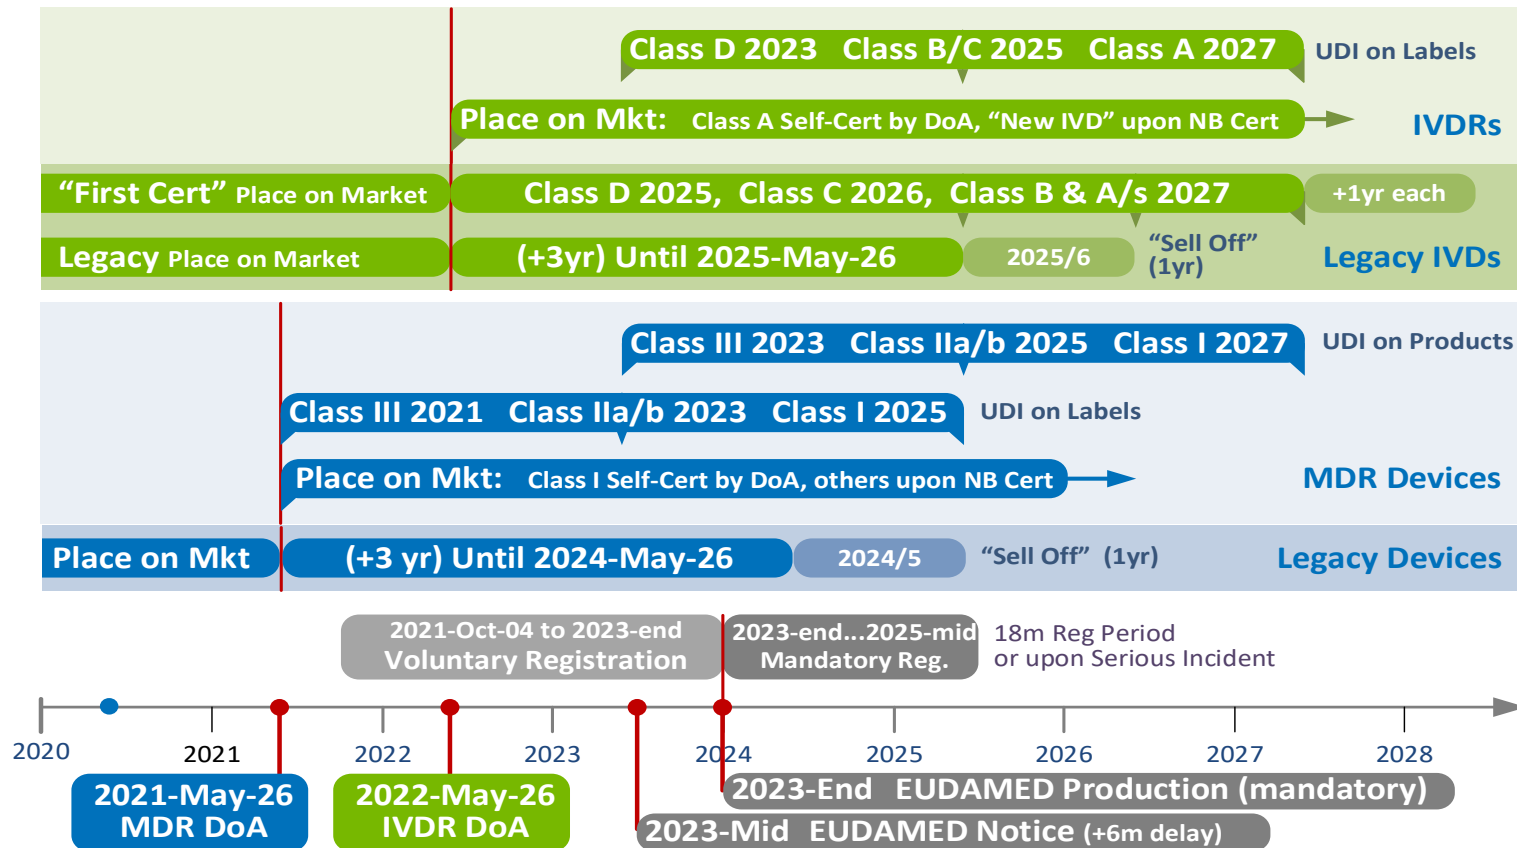 Class D 2023 Class B/C 2025 Class A 2027
UDI on Labels
Place on Mkt: Class A Self-Cert by DoA, “New IVD” upon NB Cert
IVDRs
“First Cert” Place on Market
Class D 2025, Class C 2026, Class B & A/s 2027
+1yr each
Legacy Place on Market
(+3yr) Until 2025-May-26
2025/6
“Sell Off”
(1yr)
Legacy IVDs
Class III 2023 Class IIa/b 2025 Class I 2027
UDI on Products
Class III 2021 Class IIa/b 2023 Class I 2025
UDI on Labels
Place on Mkt: Class I Self-Cert by DoA, others upon NB Cert
MDR Devices
Place on Mkt
(+3 yr) Until 2024-May-26
2024/5
“Sell Off” (1yr)
Legacy Devices
2021-Oct-04 to 2023-end
Voluntary Registration
2023-end...2025-mid
Mandatory Reg.
18m Reg Period
or upon Serious Incident
2020
2021
2022
2023
2024
2025
2026
2027
2028
2021-May-26
MDR DoA
2022-May-26
IVDR DoA
2023-End EUDAMED Production (mandatory)
2023-Mid EUDAMED Notice (+6m delay)